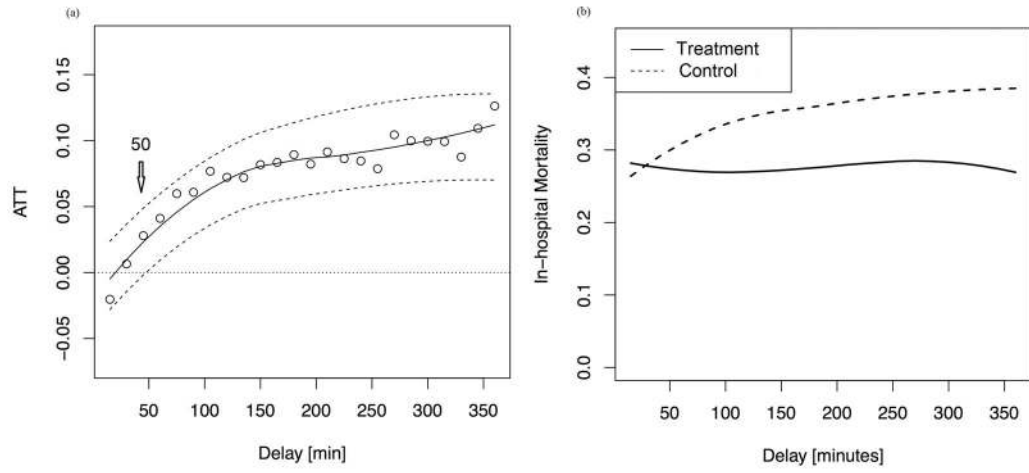 (a)
ATT
0.15
0.10
0.05
0.00
−0.05
50
50 100 150 200 250 300 350
Delay [min]
(b)
In−hospital Mortality
0.4
0.3
0.2
0.1
0.0
Treatment
Control
50 100 150 200 250 300 350
Delay [minutes]